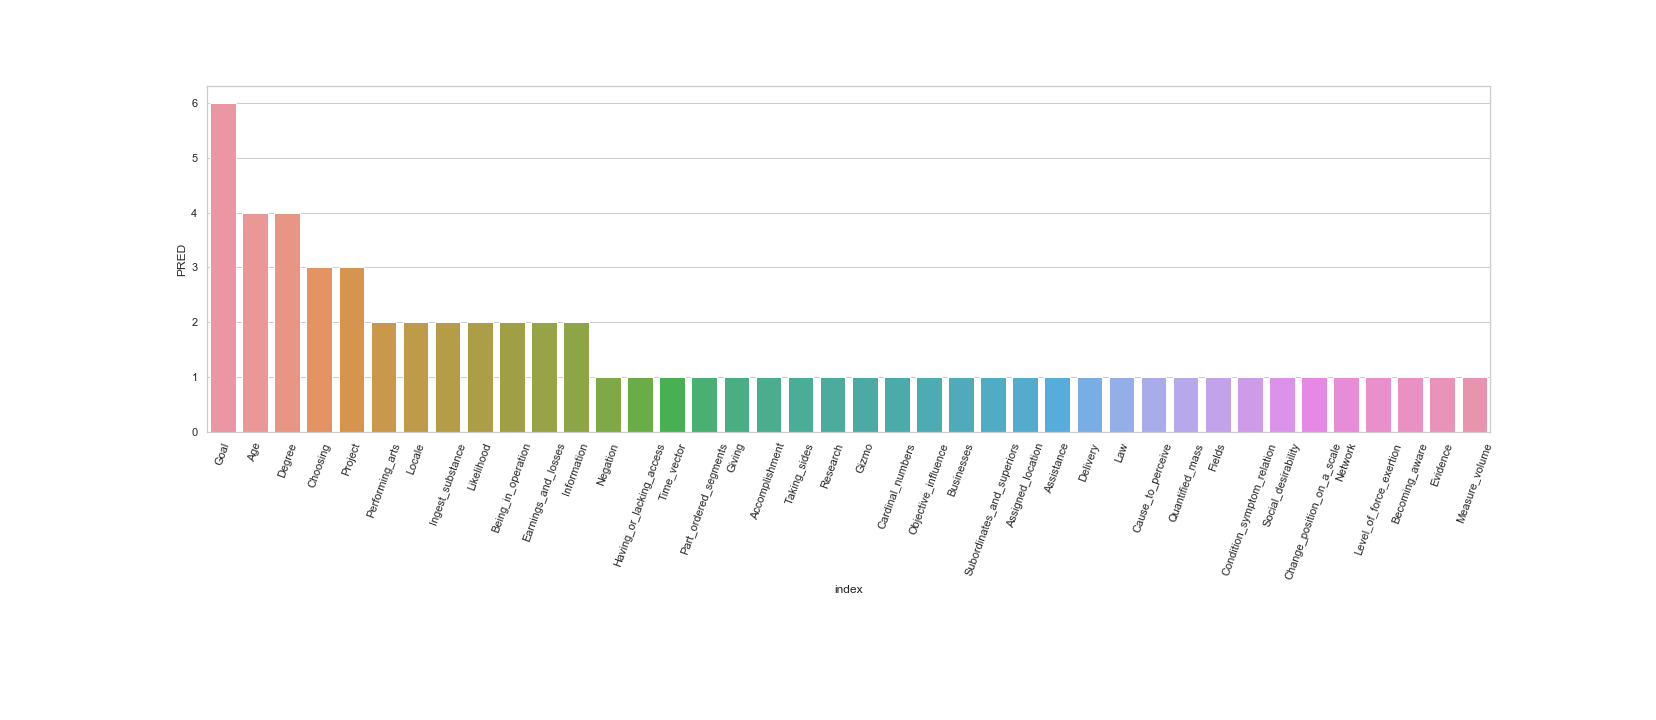 6
5
4
3
2
1
0
PRED
Goal
Age
Degree
Choosing
Project
Performing_arts
Locale
Ingest_substance
Likelihood
Being_in_operation
Earnings_and_losses
Information
Negation
Having_or_lacking_access
Time_vector
Part_ordered_segments
Giving
Accomplishment
Taking_sides
Research
Gizmo
Cardinal_numbers
Objective_influence
Businesses
Subordinates_and_superiors
Assigned_location
Assistance
Delivery
Law
Cause_to_perceive
Quantified_mass
Fields
Condition_symptom_relation
Social_desirability
Change_position_on_a_scale
Network
Level_of_force_exertion
Becoming_aware
Evidence
Measure_volume
index